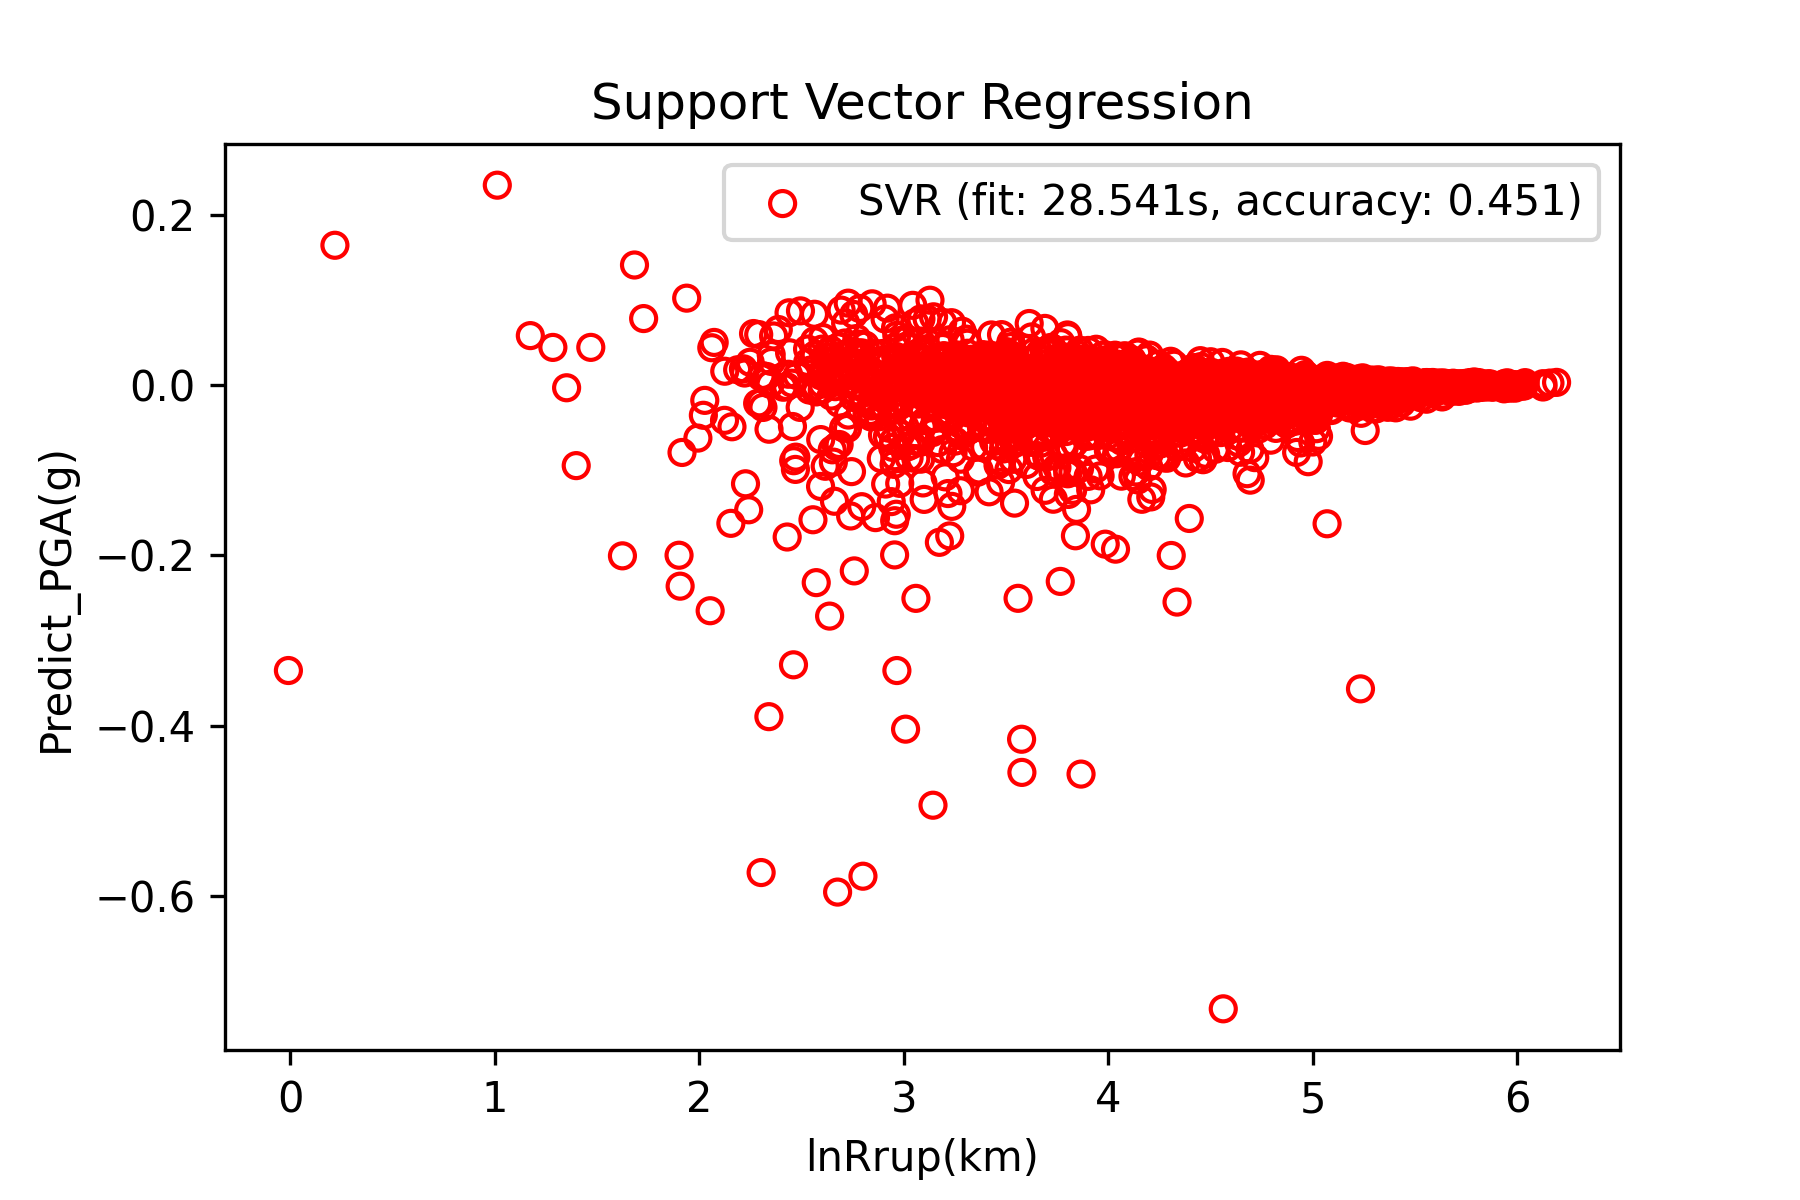 Support Vector Regression
SVR (fit: 28.541s, accuracy: 0.451)
Predict_PGA(g)
0.2
0.0
−0.2
−0.4
−0.6
0 1 2 3 4 5 6
lnRrup(km)